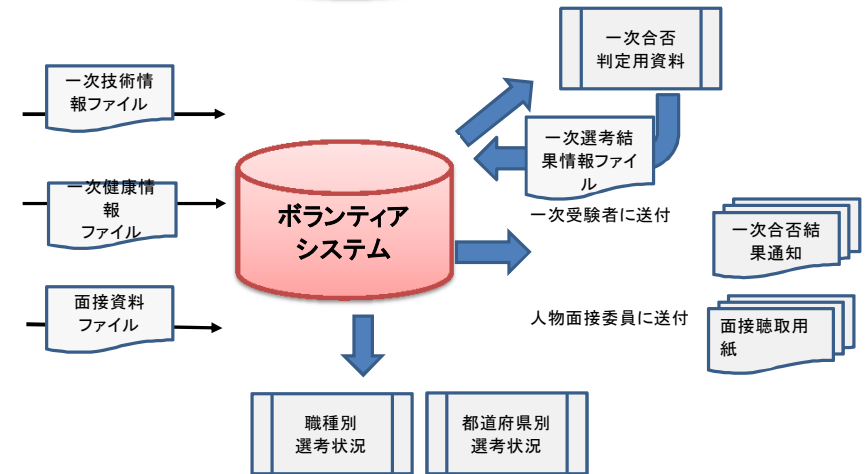 一次合否
判定用資料
一次技術情
報ファイル
一次選考結
果情報ファイ
ル
一次健康情
報
ファイル
ボランティア
システム
一次受験者に送付
一次合否結
果通知
面接資料
ファイル
人物面接委員に送付
面接聴取用
紙
職種別
選考状況
都道府県別
選考状況